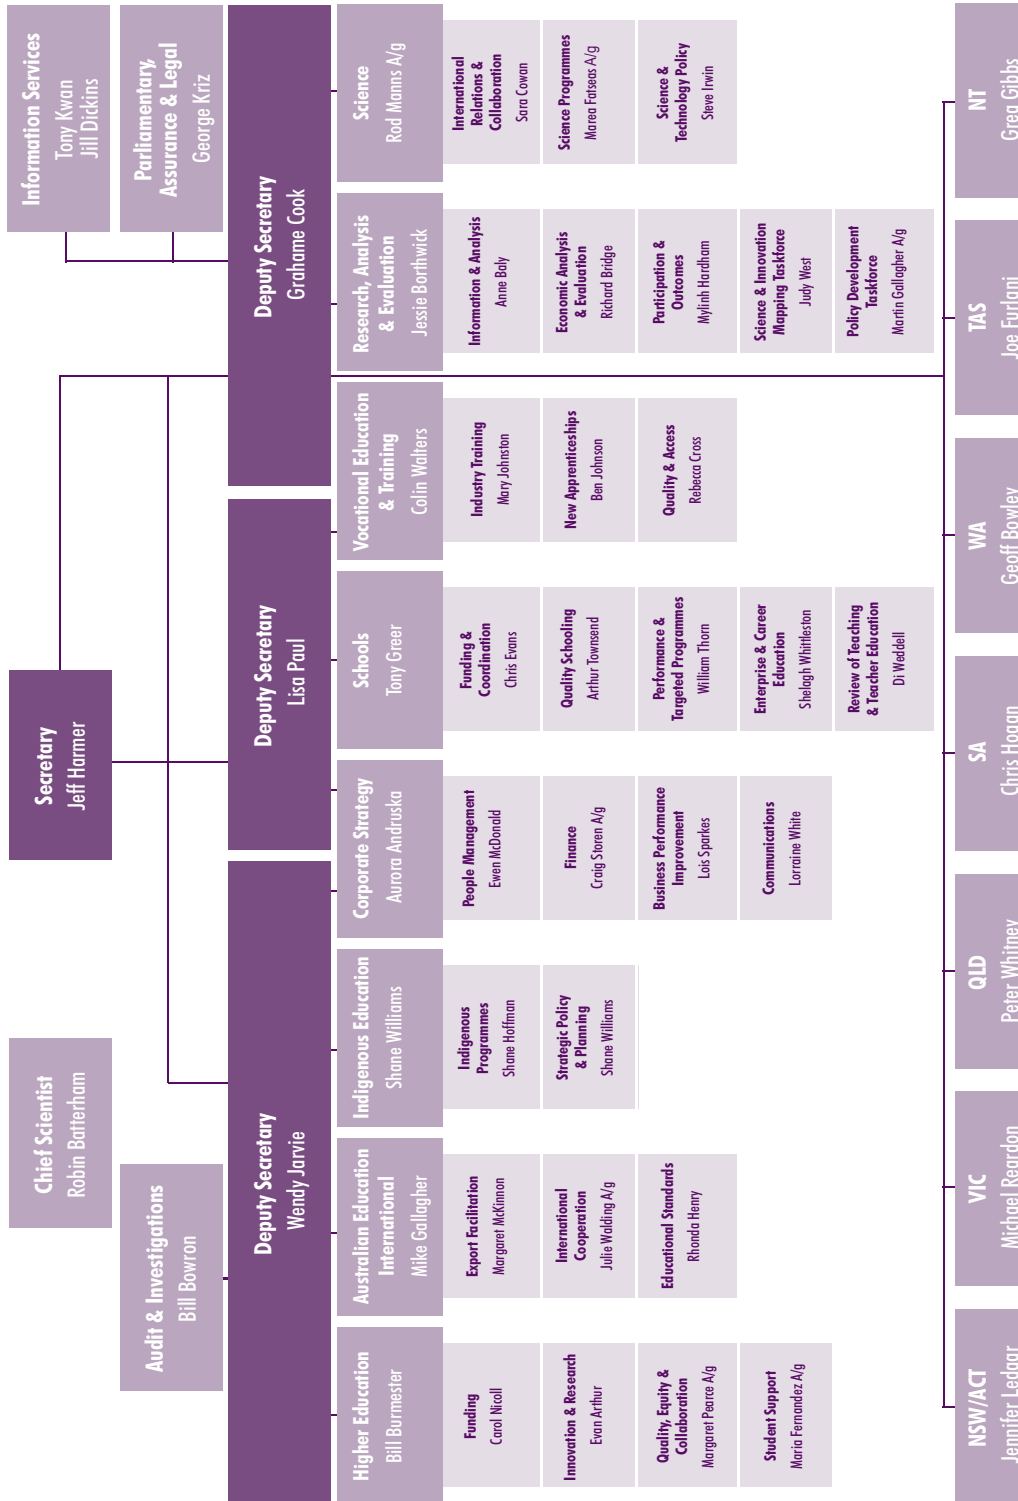 Secretary
Jeff Harmer
Chief Scientist
Robin Batterham
Information Services
Tony Kwan
Jill Dickins
Audit & Investigations
Bill Bowron
Parliamentary,
Assurance & Legal
George Kriz
Deputy Secretary
Wendy Jarvie
Deputy Secretary
Lisa Paul
Deputy Secretary
Grahame Cook
Higher Education
Bill Burmester
Funding
Carol Nicoll
Innovation & Research
Evan Arthur
Quality, Equity &
Collaboration
Margaret Pearce A/g
Student Support
Maria Fernandez A/g
Australian Education
International
Mike Gallagher
Export Facilitation
Margaret McKinnon
International
Cooperation
Julie Walding A/g
Educational Standards
Rhonda Henry
Indigenous Education
Shane Williams
Indigenous
Programmes
Shane Hoffman
Strategic Policy
& Planning
Shane Williams
Corporate Strategy
Aurora Andruska
People Management
Ewen McDonald
Finance
Craig Storen A/g
Business Performance
Improvement
Lois Sparkes
Communications
Lorraine White
Schools
Tony Greer
Funding &
Coordination
Chris Evans
Quality Schooling
Arthur Townsend
Performance &
Targeted Programmes
William Thorn
Enterprise & Career
Education
Shelagh Whittleston
Review of Teaching
& Teacher Education
Di Weddell
Vocational Education
& Training
Colin Walters
Industry Training
Mary Johnston
New Apprenticeships
Ben Johnson
Quality & Access
Rebecca Cross
Research, Analysis
& Evaluation
Jessie Borthwick
Information & Analysis
Anne Baly
Economic Analysis
& Evaluation
Richard Bridge
Participation &
Outcomes
Mylinh Hardham
Science & Innovation
Mapping Taskforce
Judy West
Policy Development
Taskforce
Martin Gallagher A/g
Science
Rod Manns A/g
International
Relations &
Collaboration
Sara Cowan
Science Programmes
Marea Fatseas A/g
Science &
Technology Policy
Steve Irwin
NSW/ACT
Jennifer Ledgar
VIC
Michael Reardon
QLD
Peter Whitney
SA
Chris Hogan
WA
Geoff Bowley
TAS
Joe Furlani
NT
Greg Gibbs